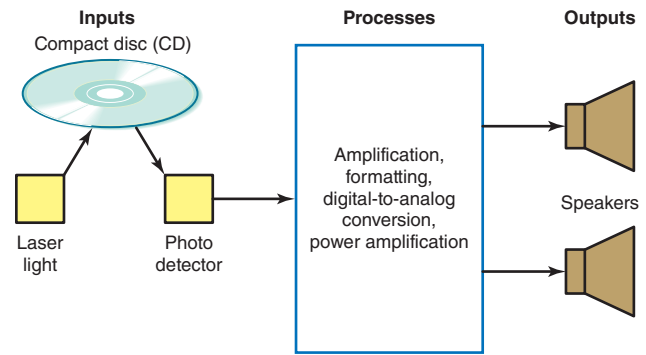 Inputs
Processes
Outputs
Compact disc (CD)
Laser
light
Photo
detector
Amplification,
formatting,
digital-to-analog
conversion,
power amplification
Speakers